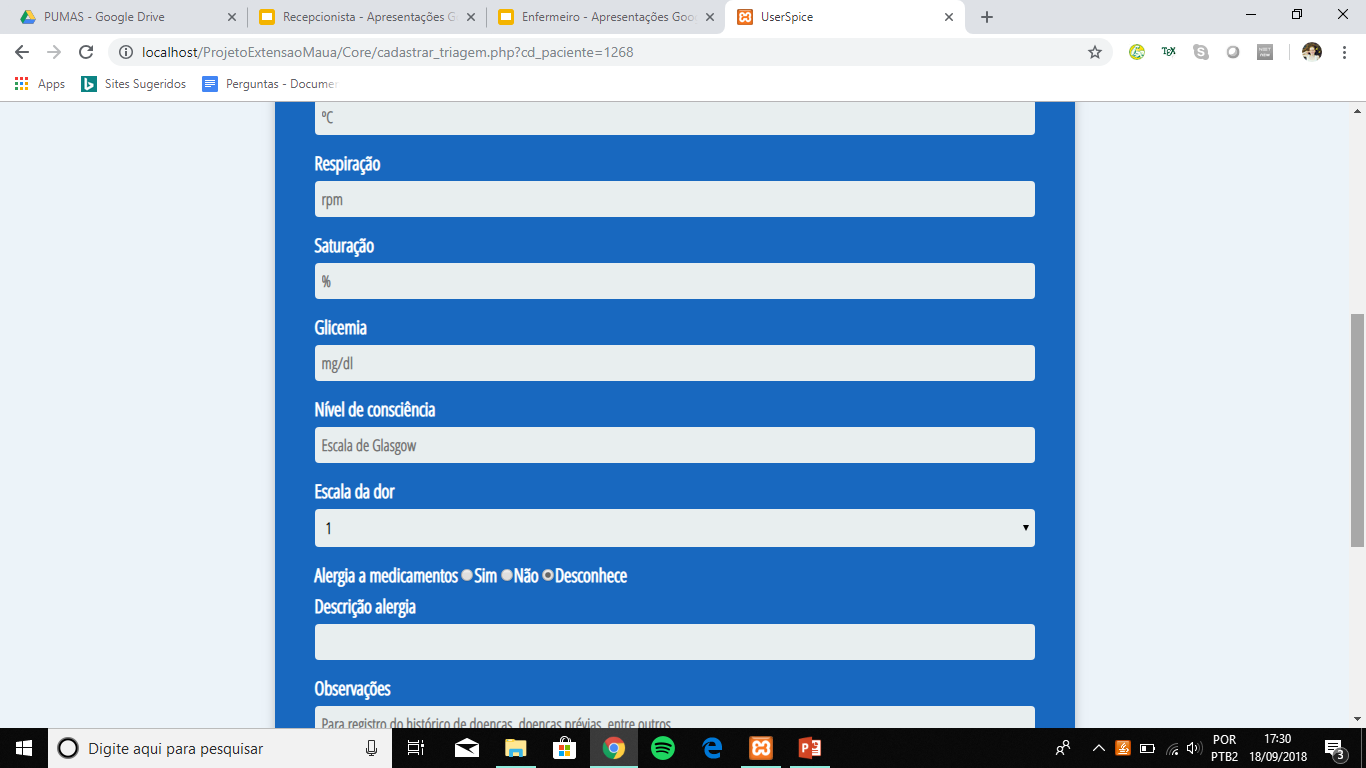 PUMAS - Google Drive
Recepcionista - Apresentações G
Enfermeiro - Apresentações Goo
UserSpice
localhost/ProjetoExtensaoMaua/Core/cadastrar_triagem.php?cd_paciente=1268
Apps
Sites Sugeridos
Perguntas - Documen
ºC
Respiração
rpm
Saturação
%
Glicemia
mg/dl
Nível de consciência
Escala de Glasgow
Escala da dor
1
Alergia a medicamentos Sim Não Desconhece
Descrição alergia
Observações
Para registro do histórico de doenças, doenças prévias, entre outros
Digite aqui para pesquisar
POR
PTB2
17:30
18/09/2018
3